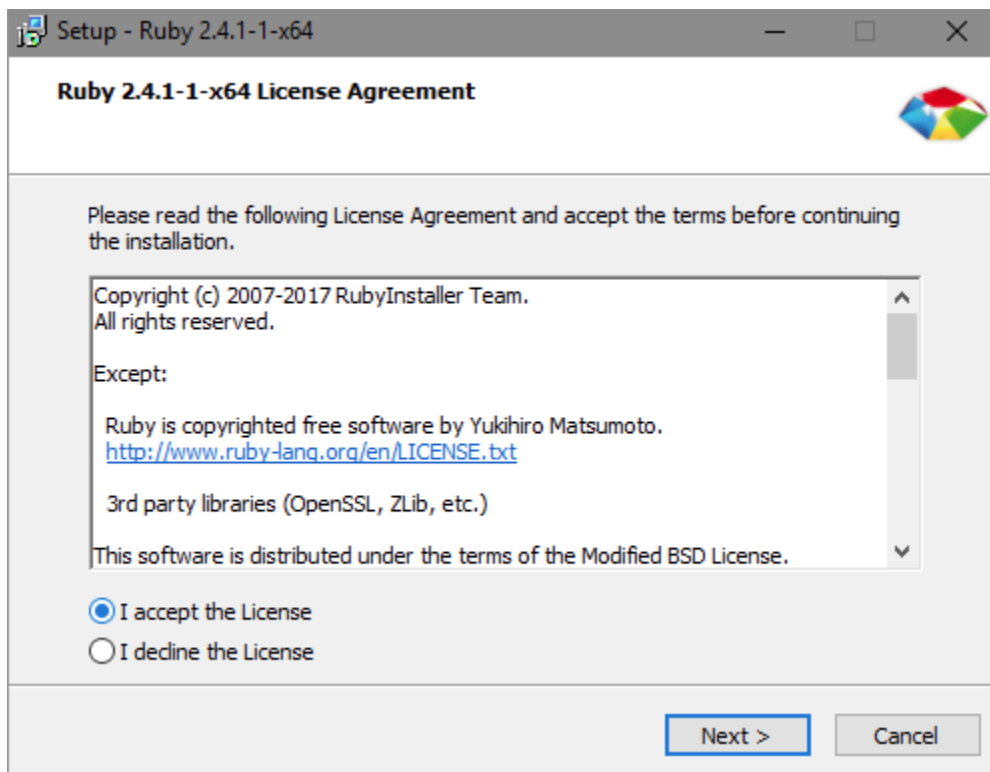 Setup - Ruby 2.4.1-1-x64
Ruby 2.4.1-1-x64 License Agreement
Please read the following License Agreement and accept the terms before continuing
the installation.
Copyright (c) 2007-2017 RubyInstaller Team.
All rights reserved.
Except:
Ruby is copyrighted free software by Yukihiro Matsumoto.
http://www.ruby-lang.org/en/LICENSE.txt
3rd party libraries (OpenSSL, ZLib, etc.)
This software is distributed under the terms of the Modified BSD License.
I accept the License
I decline the License
Next >
Cancel